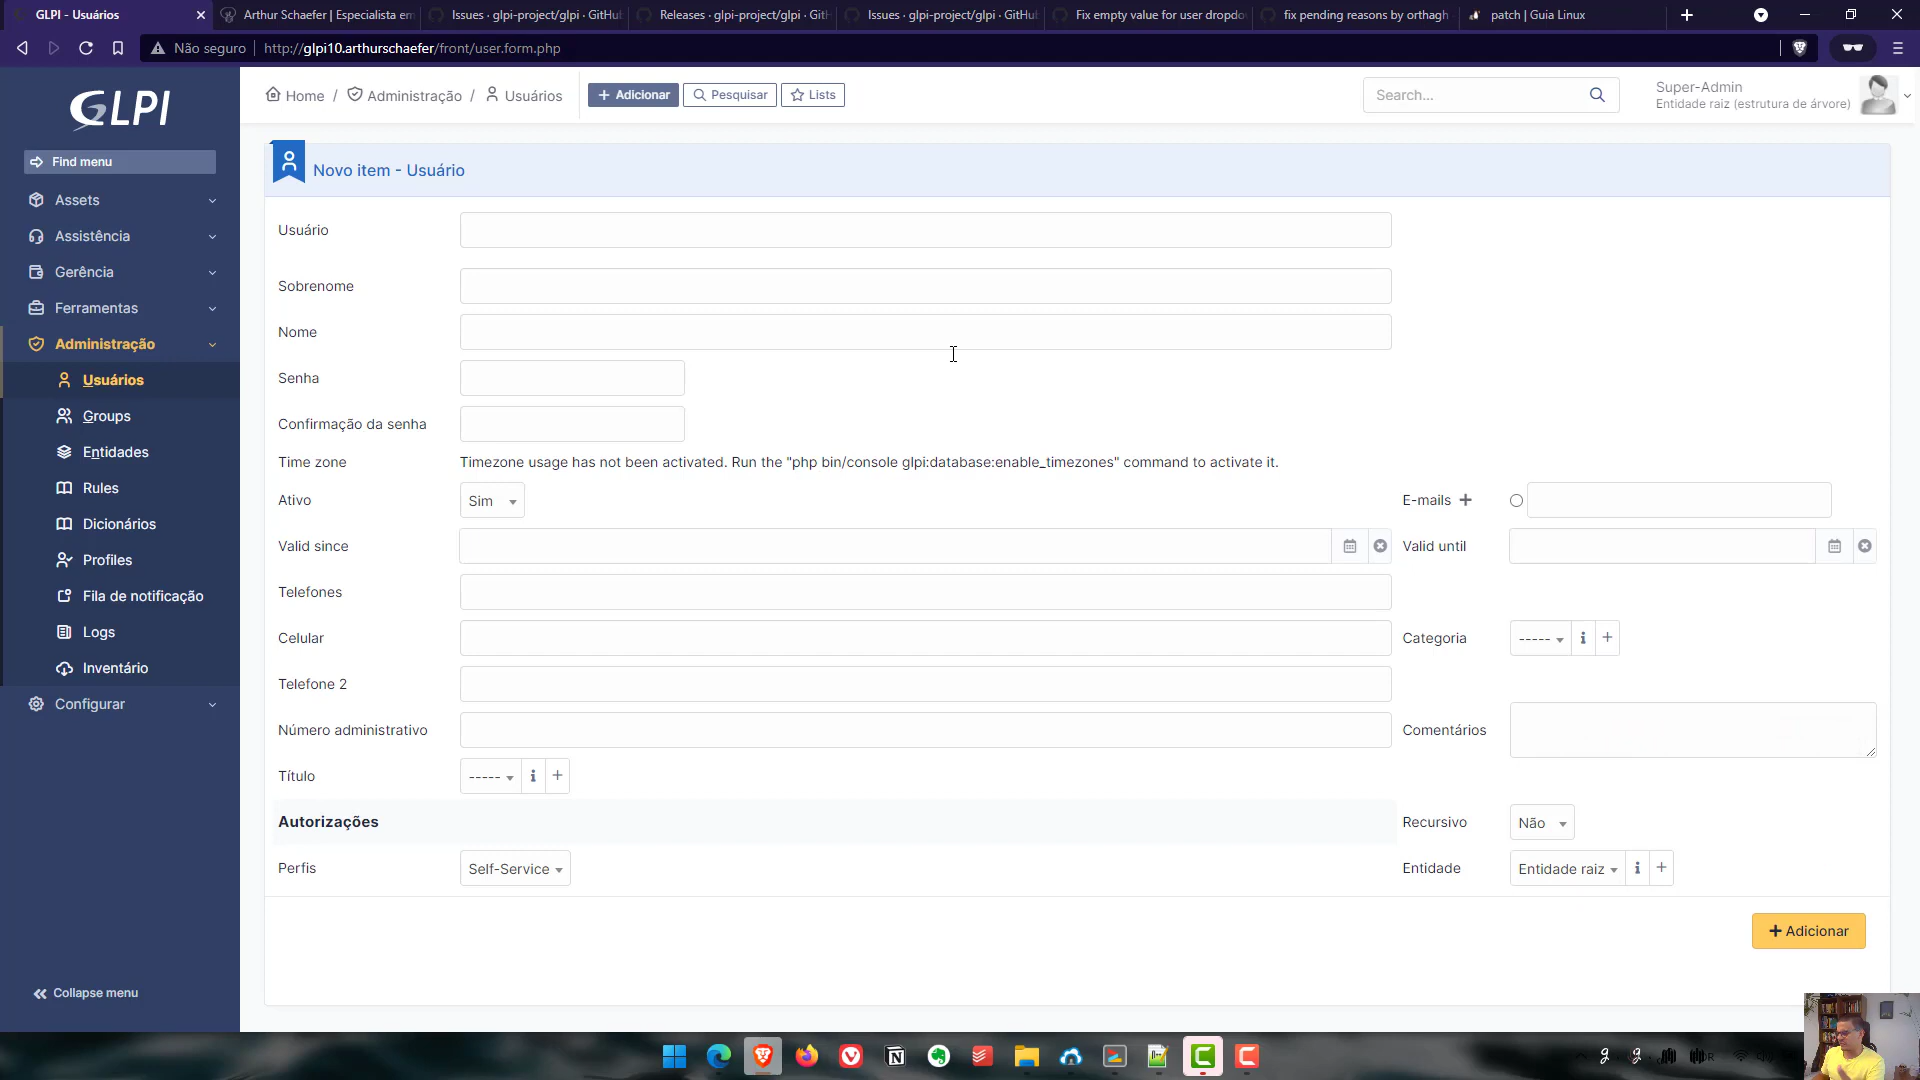 GLPI - Usuários
Arthur Schaefer | Especialista em
Issues · glpi-project/glpi · GitHub
Releases · glpi-project/glpi · GitH
Issues · glpi-project/glpi · GitHub
Fix empty value for user dropdo
fix pending reasons by orthagh
patch | Guia Linux
Não seguro
http://glpi10.arthurschaefer/front/user.form.php
GLPI
Find menu
Assets
Assistência
Gerência
Ferramentas
Administração
Usuários
Groups
Entidades
Rules
Dicionários
Profiles
Fila de notificação
Logs
Inventário
Configurar
Collapse menu
Home / Administração / Usuários
+ Adicionar
Pesquisar
Lists
Search...
Super-Admin
Entidade raiz (estrutura de árvore)
Novo item - Usuário
Usuário
Sobrenome
Nome
Senha
Confirmação da senha
Time zone
Timezone usage has not been activated. Run the "php bin/console glpi:database:enable_timezones" command to activate it.
Ativo
Sim
E-mails +
Valid since
Valid until
Telefones
Celular
Categoria
-----
Telefone 2
Número administrativo
Comentários
Título
-----
Autorizações
Recursivo
Não
Perfis
Self-Service
Entidade
Entidade raiz
+ Adicionar